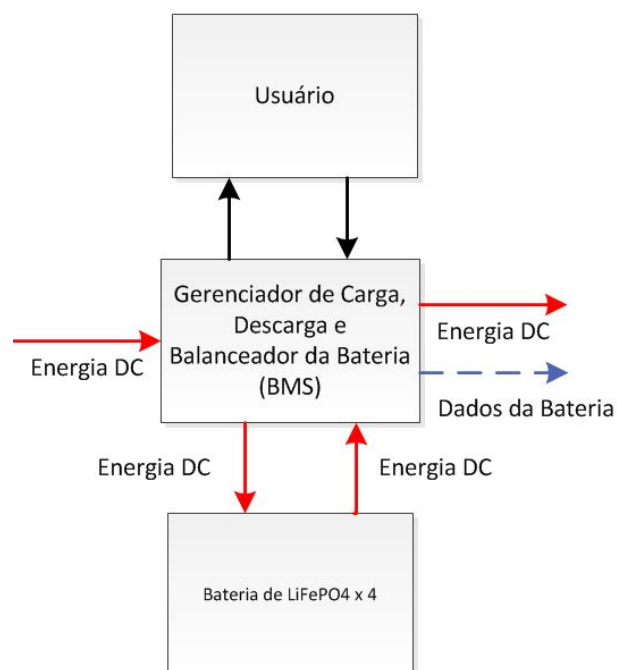 Usuário
Gerenciador de Carga,
Descarga e
Balanceador da Bateria
(BMS)
Energia DC
Energia DC
Dados da Bateria
Energia DC
Energia DC
Bateria de LiFePO4 x 4